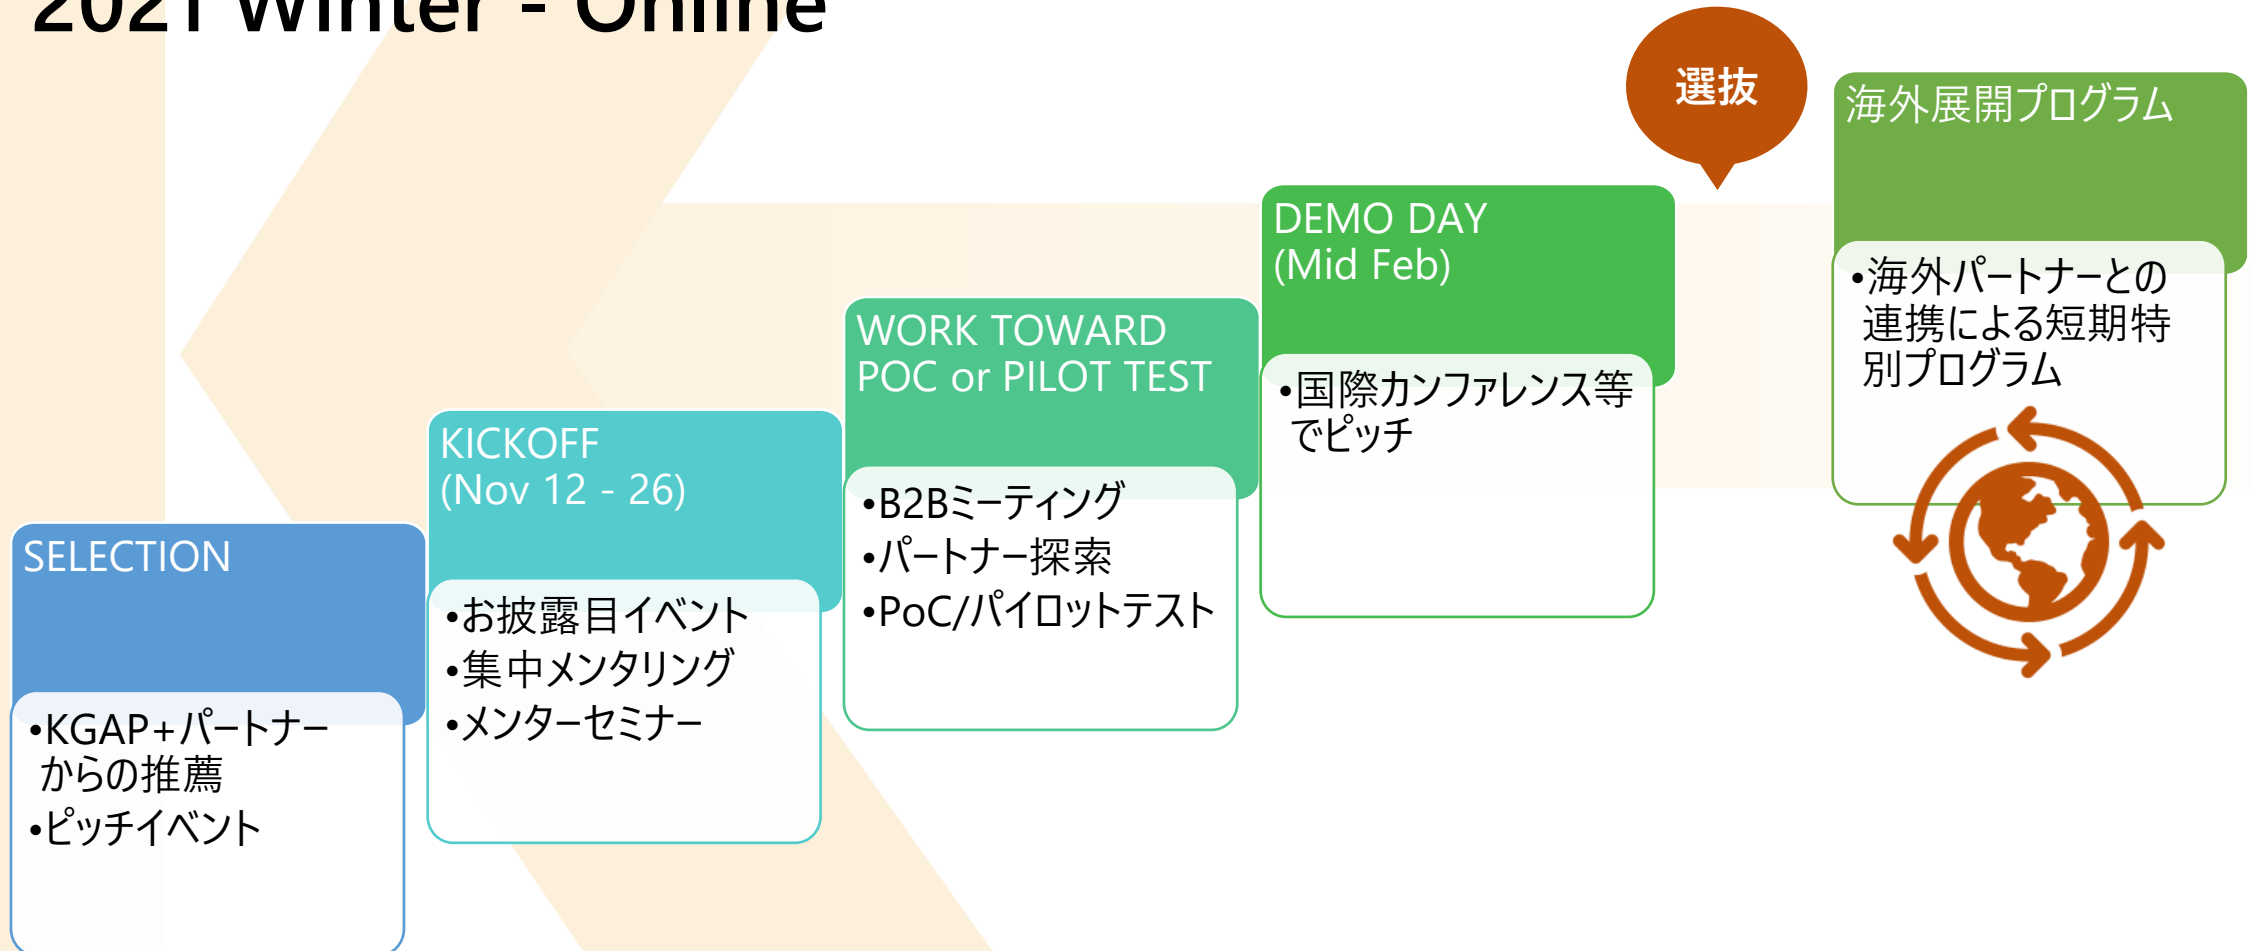 2021 Winter - Online
SELECTION
•KGAP+パートナー
からの推薦
•ピッチイベント
KICKOFF
(Nov 12 - 26)
•お披露目イベント
•集中メンタリング
•メンターセミナー
WORK TOWARD
POC or PILOT TEST
•B2Bミーティング
•パートナー探索
•PoC/パイロットテスト
DEMO DAY
(Mid Feb)
•国際カンファレンス等
でピッチ
選抜
海外展開プログラム
•海外パートナーとの
連携による短期特
別プログラム